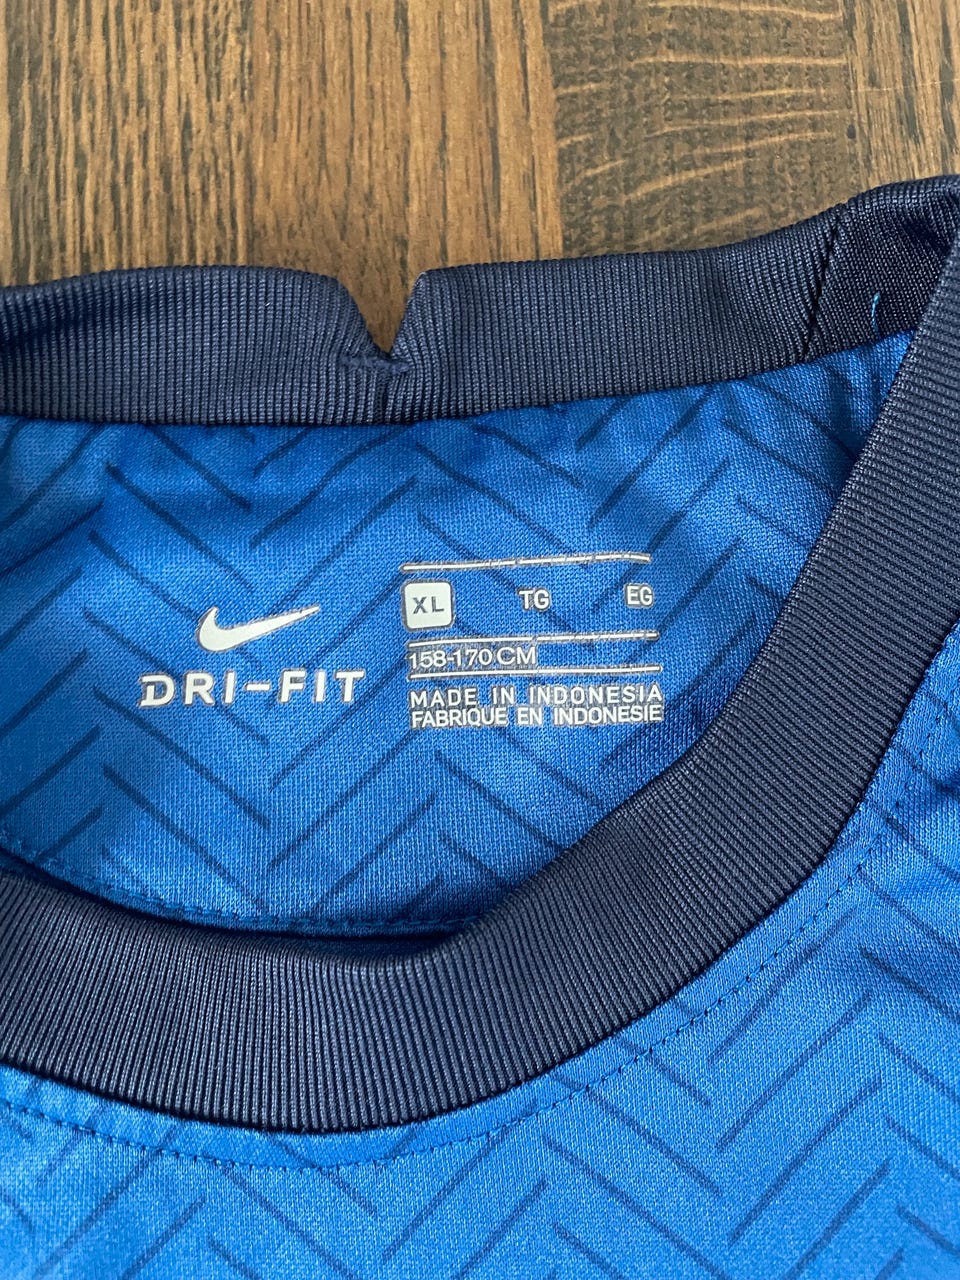 DRI-FIT
XL TG EG
158-170 CM
MADE IN INDONESIA
FABRIQUE EN INDONESIE